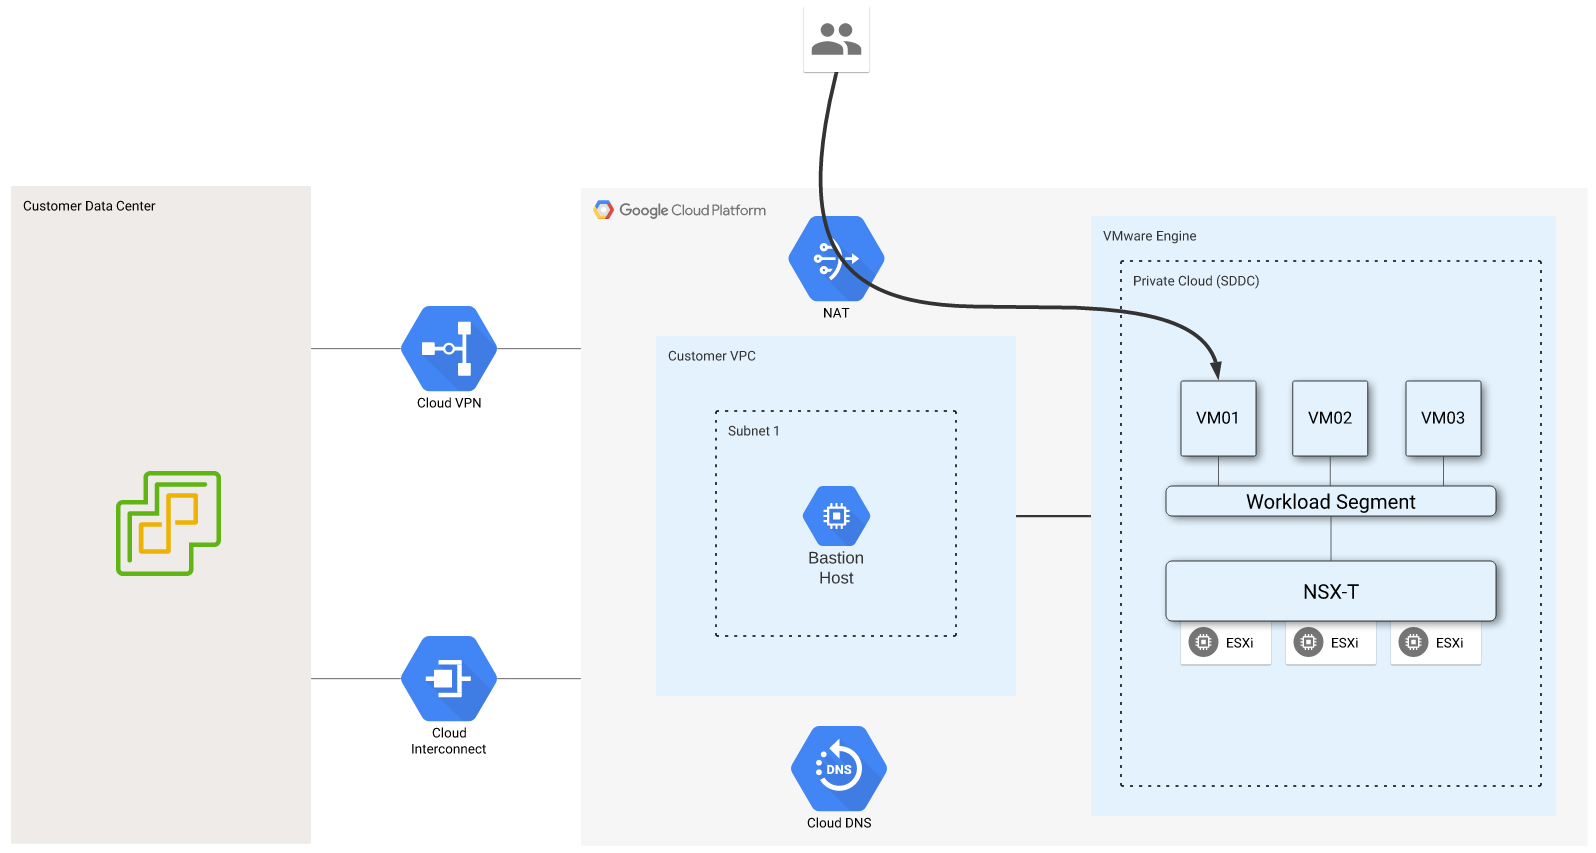 Customer Data Center
Google Cloud Platform
VMware Engine
Private Cloud (SDDC)
NAT
Customer VPC
Cloud VPN
Subnet 1
VM01
VM02
VM03
Workload Segment
Bastion
Host
NSX-T
ESXi
ESXi
ESXi
Cloud
Interconnect
DNS
Cloud DNS